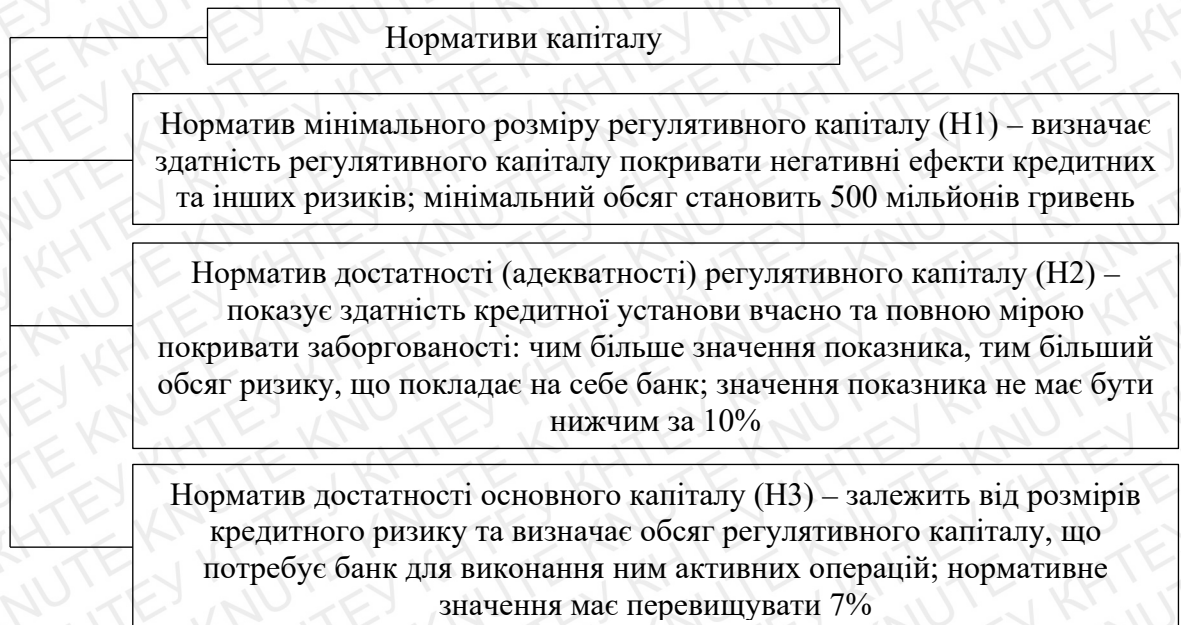 Нормативи капіталу
Норматив мінімального розміру регулятивного капіталу (Н1) – визначає
здатність регулятивного капіталу покривати негативні ефекти кредитних
та інших ризиків; мінімальний обсяг становить 500 мільйонів гривень
Норматив достатності (адекватності) регулятивного капіталу (Н2) –
показує здатність кредитної установи вчасно та повною мірою
покривати заборгованості: чим більше значення показника, тим більший
обсяг ризику, що покладає на себе банк; значення показника не має бути
нижчим за 10%
Норматив достатності основного капіталу (Н3) – залежить від розмірів
кредитного ризику та визначає обсяг регулятивного капіталу, що
потребує банк для виконання ним активних операцій; нормативне
значення має перевищувати 7%